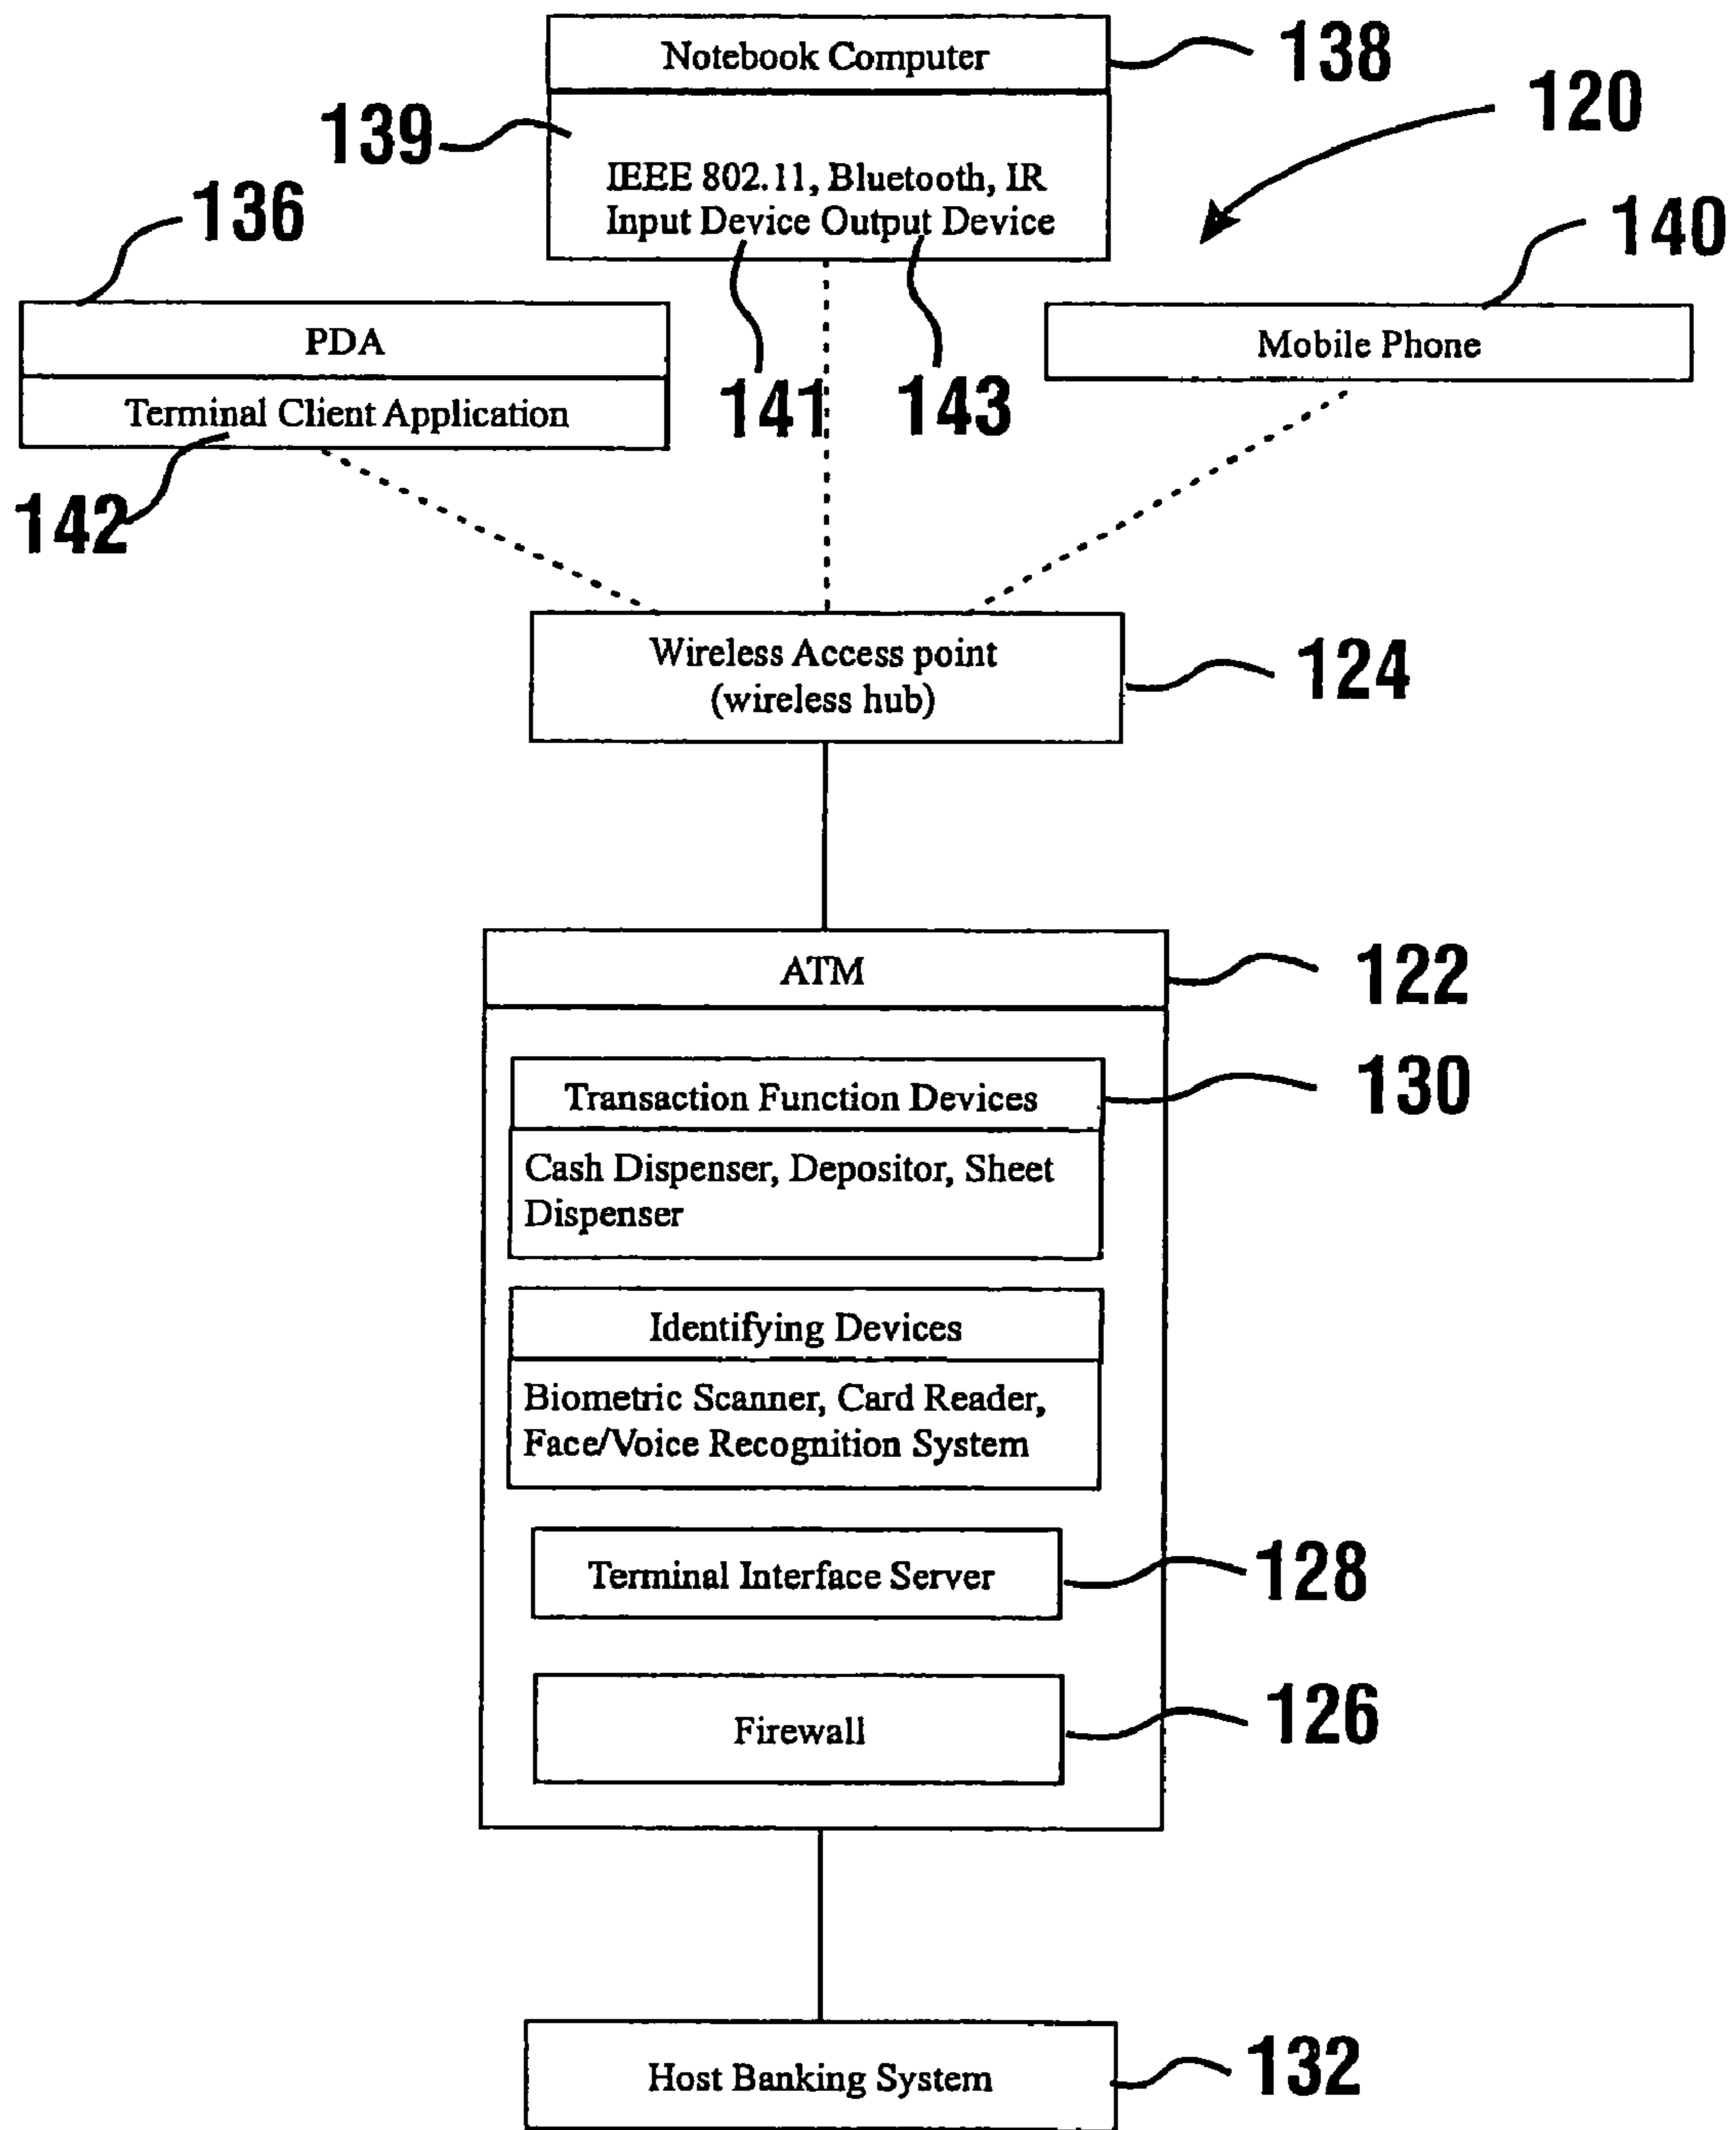 Notebook Computer
138
139
120
IEEE 802.11, Bluetooth, IR
Input Device Output Device
136
140
PDA
Mobile Phone
Terminal Client Application
141
143
142
Wireless Access point
(wireless hub)
124
ATM
122
Transaction Function Devices
130
Cash Dispenser, Depositor, Sheet
Dispenser
Identifying Devices
Biometric Scanner, Card Reader,
Face/Voice Recognition System
Terminal Interface Server
128
Firewall
126
Host Banking System
132